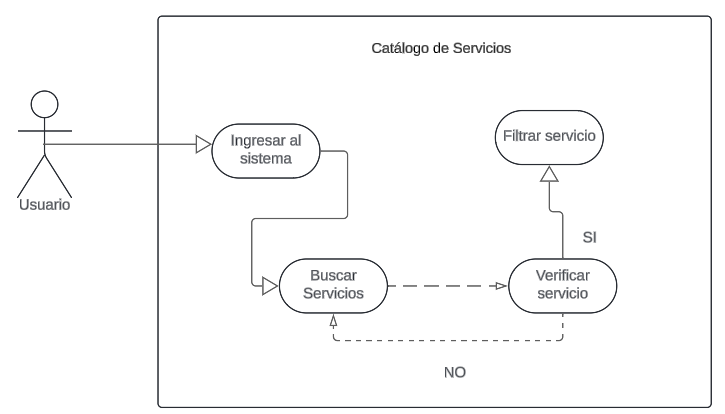 Catálogo de Servicios
Ingresar al
sistema
Filtrar servicio
Usuario
SI
Buscar
Servicios
Verificar
servicio
NO